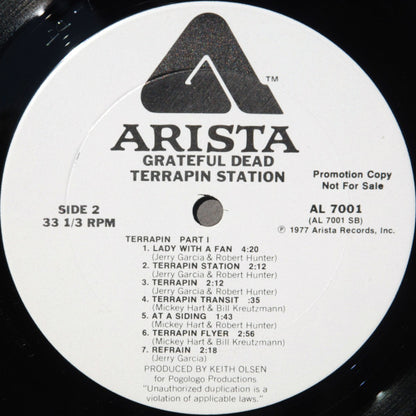 TM
ARISTA
GRATEFUL DEAD
TERRAPIN STATION
Promotion Copy
Not For Sale
SIDE 2
33 1/3 RPM
AL 7001
(AL 7001 SB)
℗ 1977 Arista Records, Inc.
TERRAPIN PART I
1. LADY WITH A FAN 4:20
(Jerry Garcia & Robert Hunter)
2. TERRAPIN STATION 2:12
(Jerry Garcia & Robert Hunter)
3. TERRAPIN 2:12
(Jerry Garcia & Robert Hunter)
4. TERRAPIN TRANSIT :35
(Mickey Hart & Bill Kreutzmann)
5. AT A SIDING 1:43
(Mickey Hart & Robert Hunter)
6. TERRAPIN FLYER 2:56
(Mickey Hart & Bill Kreutzmann)
7. REFRAIN 2:18
(Jerry Garcia)
PRODUCED BY KEITH OLSEN
for Pogologo Productions
"Unauthorized duplication is a
violation of applicable laws."